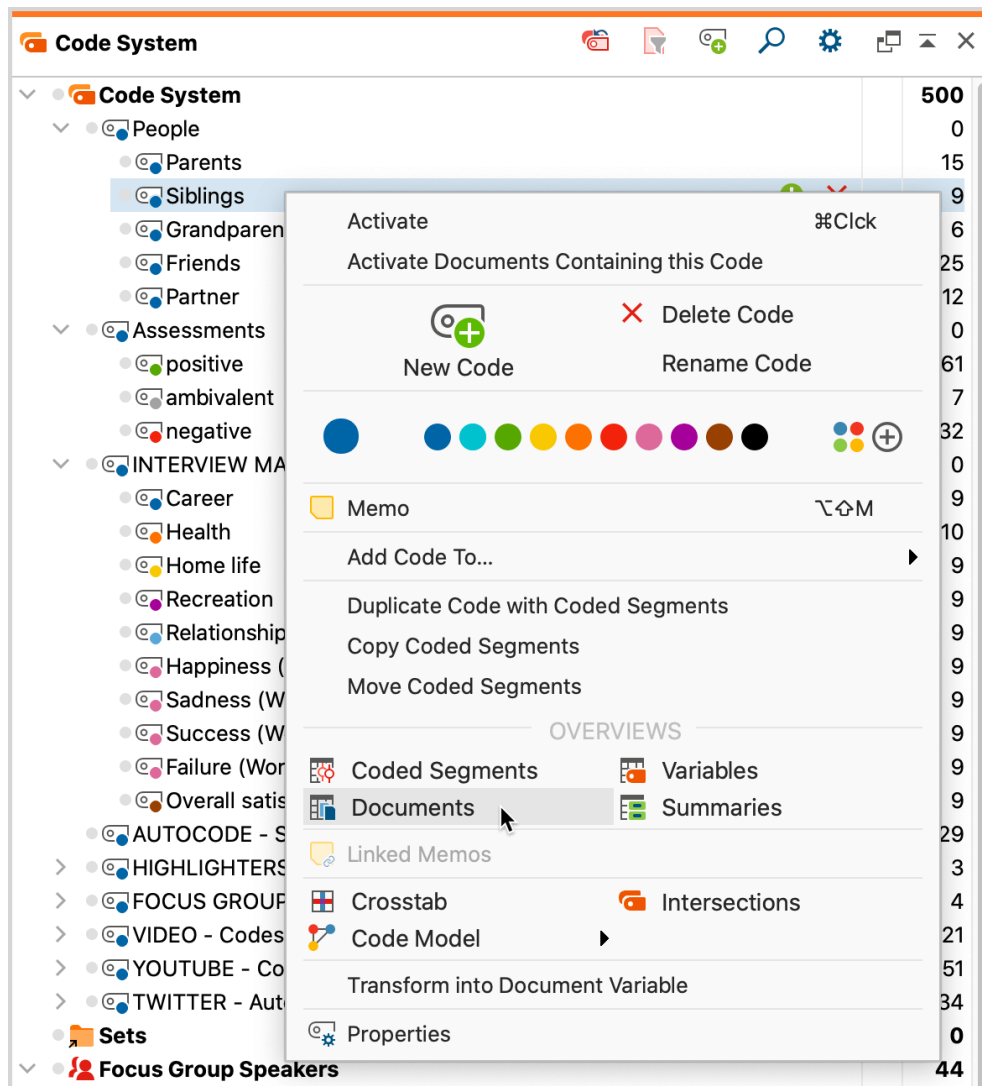 Code System
Code System 500
People 0
Parents 15
Siblings 9
Grandparen 6
Friends 25
Partner 12
Assessments 0
positive 61
ambivalent 7
negative 32
INTERVIEW MA 0
Career 9
Health 10
Home life 9
Recreation 9
Relationship 9
Happiness ( 9
Sadness (W 9
Success (W 9
Failure (Wor 9
Overall satis 9
AUTOCODE - S 29
HIGHLIGHTERS 3
FOCUS GROUP 4
VIDEO - Codes 21
YOUTUBE - Co 51
TWITTER - Aut 34
Sets 0
Focus Group Speakers 44
Activate ⌘Clck
Activate Documents Containing this Code
New Code
Delete Code
Rename Code
Memo ⌥⇧M
Add Code To...
Duplicate Code with Coded Segments
Copy Coded Segments
Move Coded Segments
OVERVIEWS
Coded Segments Variables
Documents Summaries
Linked Memos
Crosstab Intersections
Code Model
Transform into Document Variable
Properties